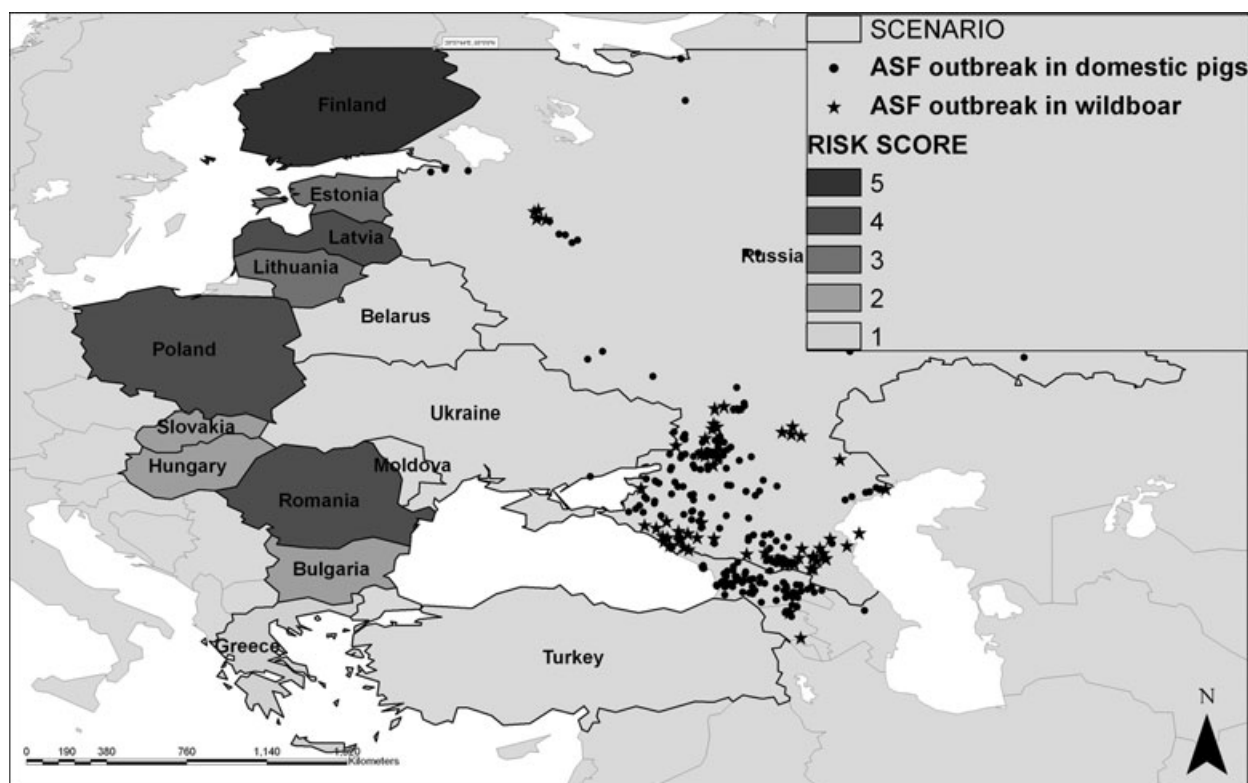 SCENARIO
ASF outbreak in domestic pigs
ASF outbreak in wildboar
RISK SCORE
5
4
3
2
1
Finland
Estonia
Latvia
Lithuania
Russia
Belarus
Poland
Ukraine
Slovakia
Hungary
Moldova
Romania
Bulgaria
Greece
Turkey
N
0 190 380 760 1,140 1,520
Kilometers